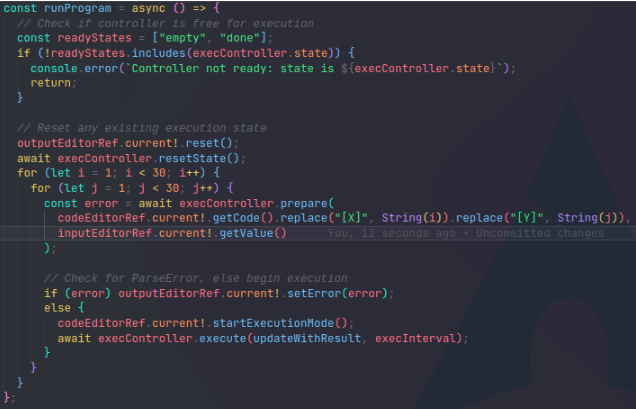 const runProgram = async () => {
  // Check if controller is free for execution
  const readyStates = ["empty", "done"];
  if (!readyStates.includes(execController.state)) {
    console.error(`Controller not ready: state is ${execController.state}`);
    return;
  }

  // Reset any existing execution state
  outputEditorRef.current!.reset();
  await execController.resetState();
  for (let i = 1; i < 30; i++) {
    for (let j = 1; j < 30; j++) {
      const error = await execController.prepare(
        codeEditorRef.current!.getCode().replace("[X]", String(i)).replace("[Y]", String(j)),
        inputEditorRef.current!.getValue()      You, 12 seconds ago • Uncommitted changes
      );

      // Check for ParseError, else begin execution
      if (error) outputEditorRef.current!.setError(error);
      else {
        codeEditorRef.current!.startExecutionMode();
        await execController.execute(updateWithResult, execInterval);
      }
    }
  }
};